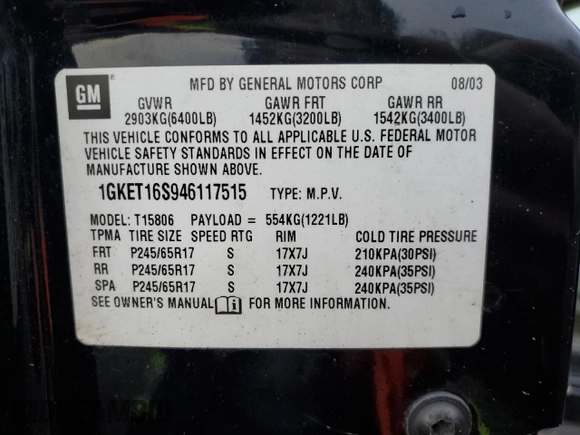 GM
MFD BY GENERAL MOTORS CORP 08/03
GVWR GAWR FRT GAWR RR
2903KG(6400LB) 1452KG(3200LB) 1542KG(3400LB)
THIS VEHICLE CONFORMS TO ALL APPLICABLE U.S. FEDERAL MOTOR
VEHICLE SAFETY STANDARDS IN EFFECT ON THE DATE OF
MANUFACTURE SHOWN ABOVE.
1GKET16S946117515 TYPE: M.P.V.
MODEL: T15806 PAYLOAD = 554KG(1221LB)
TPMA TIRE SIZE SPEED RTG RIM COLD TIRE PRESSURE
FRT P245/65R17 S 17X7J 210KPA(30PSI)
RR P245/65R17 S 17X7J 240KPA(35PSI)
SPA P245/65R17 S 17X7J 240KPA(35PSI)
SEE OWNER'S MANUAL FOR MORE INFORMATION.